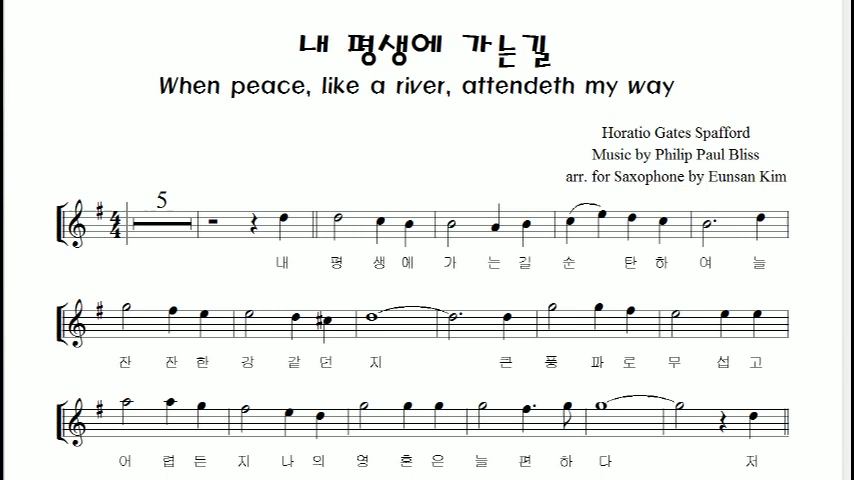 내 평생에 가는길
When peace, like a river, attendeth my way
Horatio Gates Spafford
Music by Philip Paul Bliss
arr. for Saxophone by Eunsan Kim
5
4
4
내 평 생 에 가 는 길 순 탄 하 여 늘
잔 잔 한 강 같 던 지 큰 풍 파 로 무 섭 고
어 렵 든 지 나 의 영 혼 은 늘 편 하 다 저